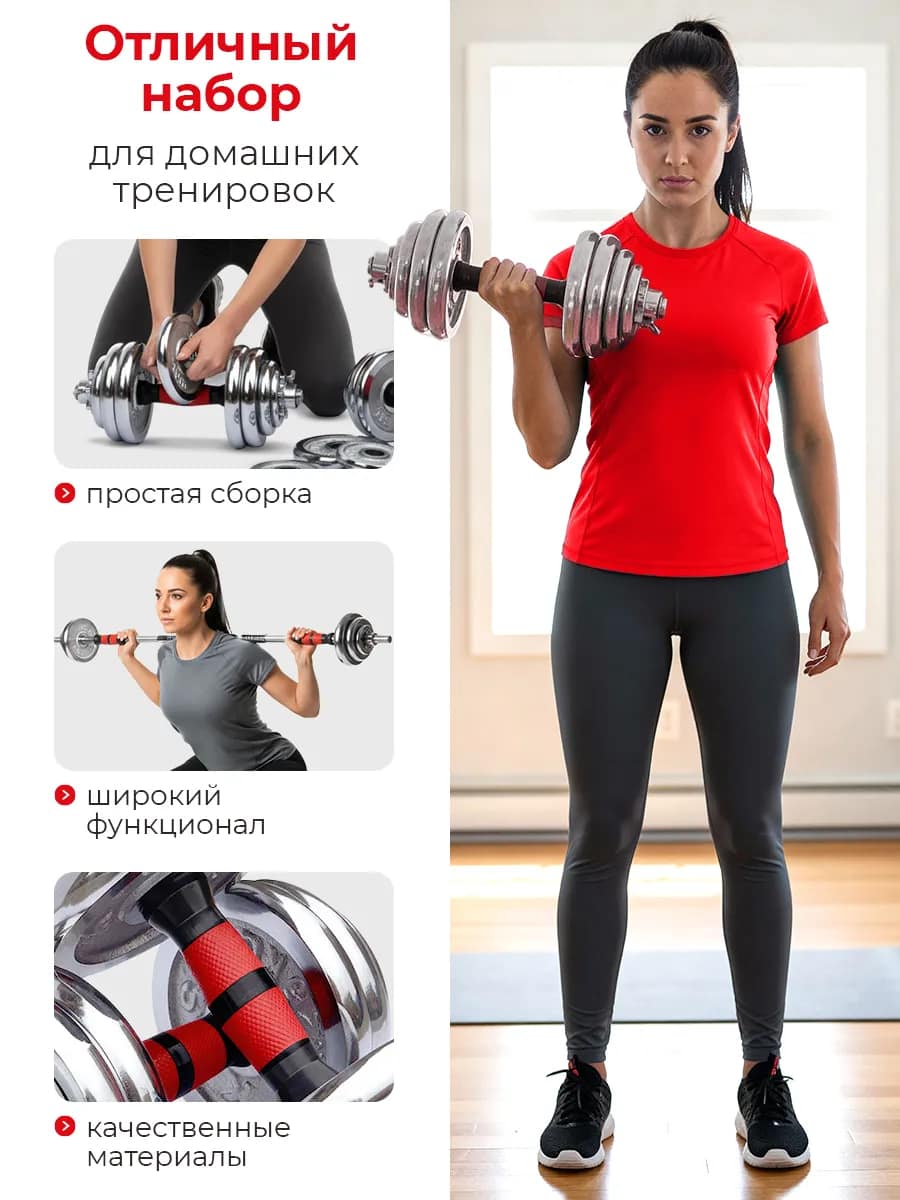 Отличный
набор
для домашних
тренировок
простая сборка
широкий
функционал
качественные
материалы